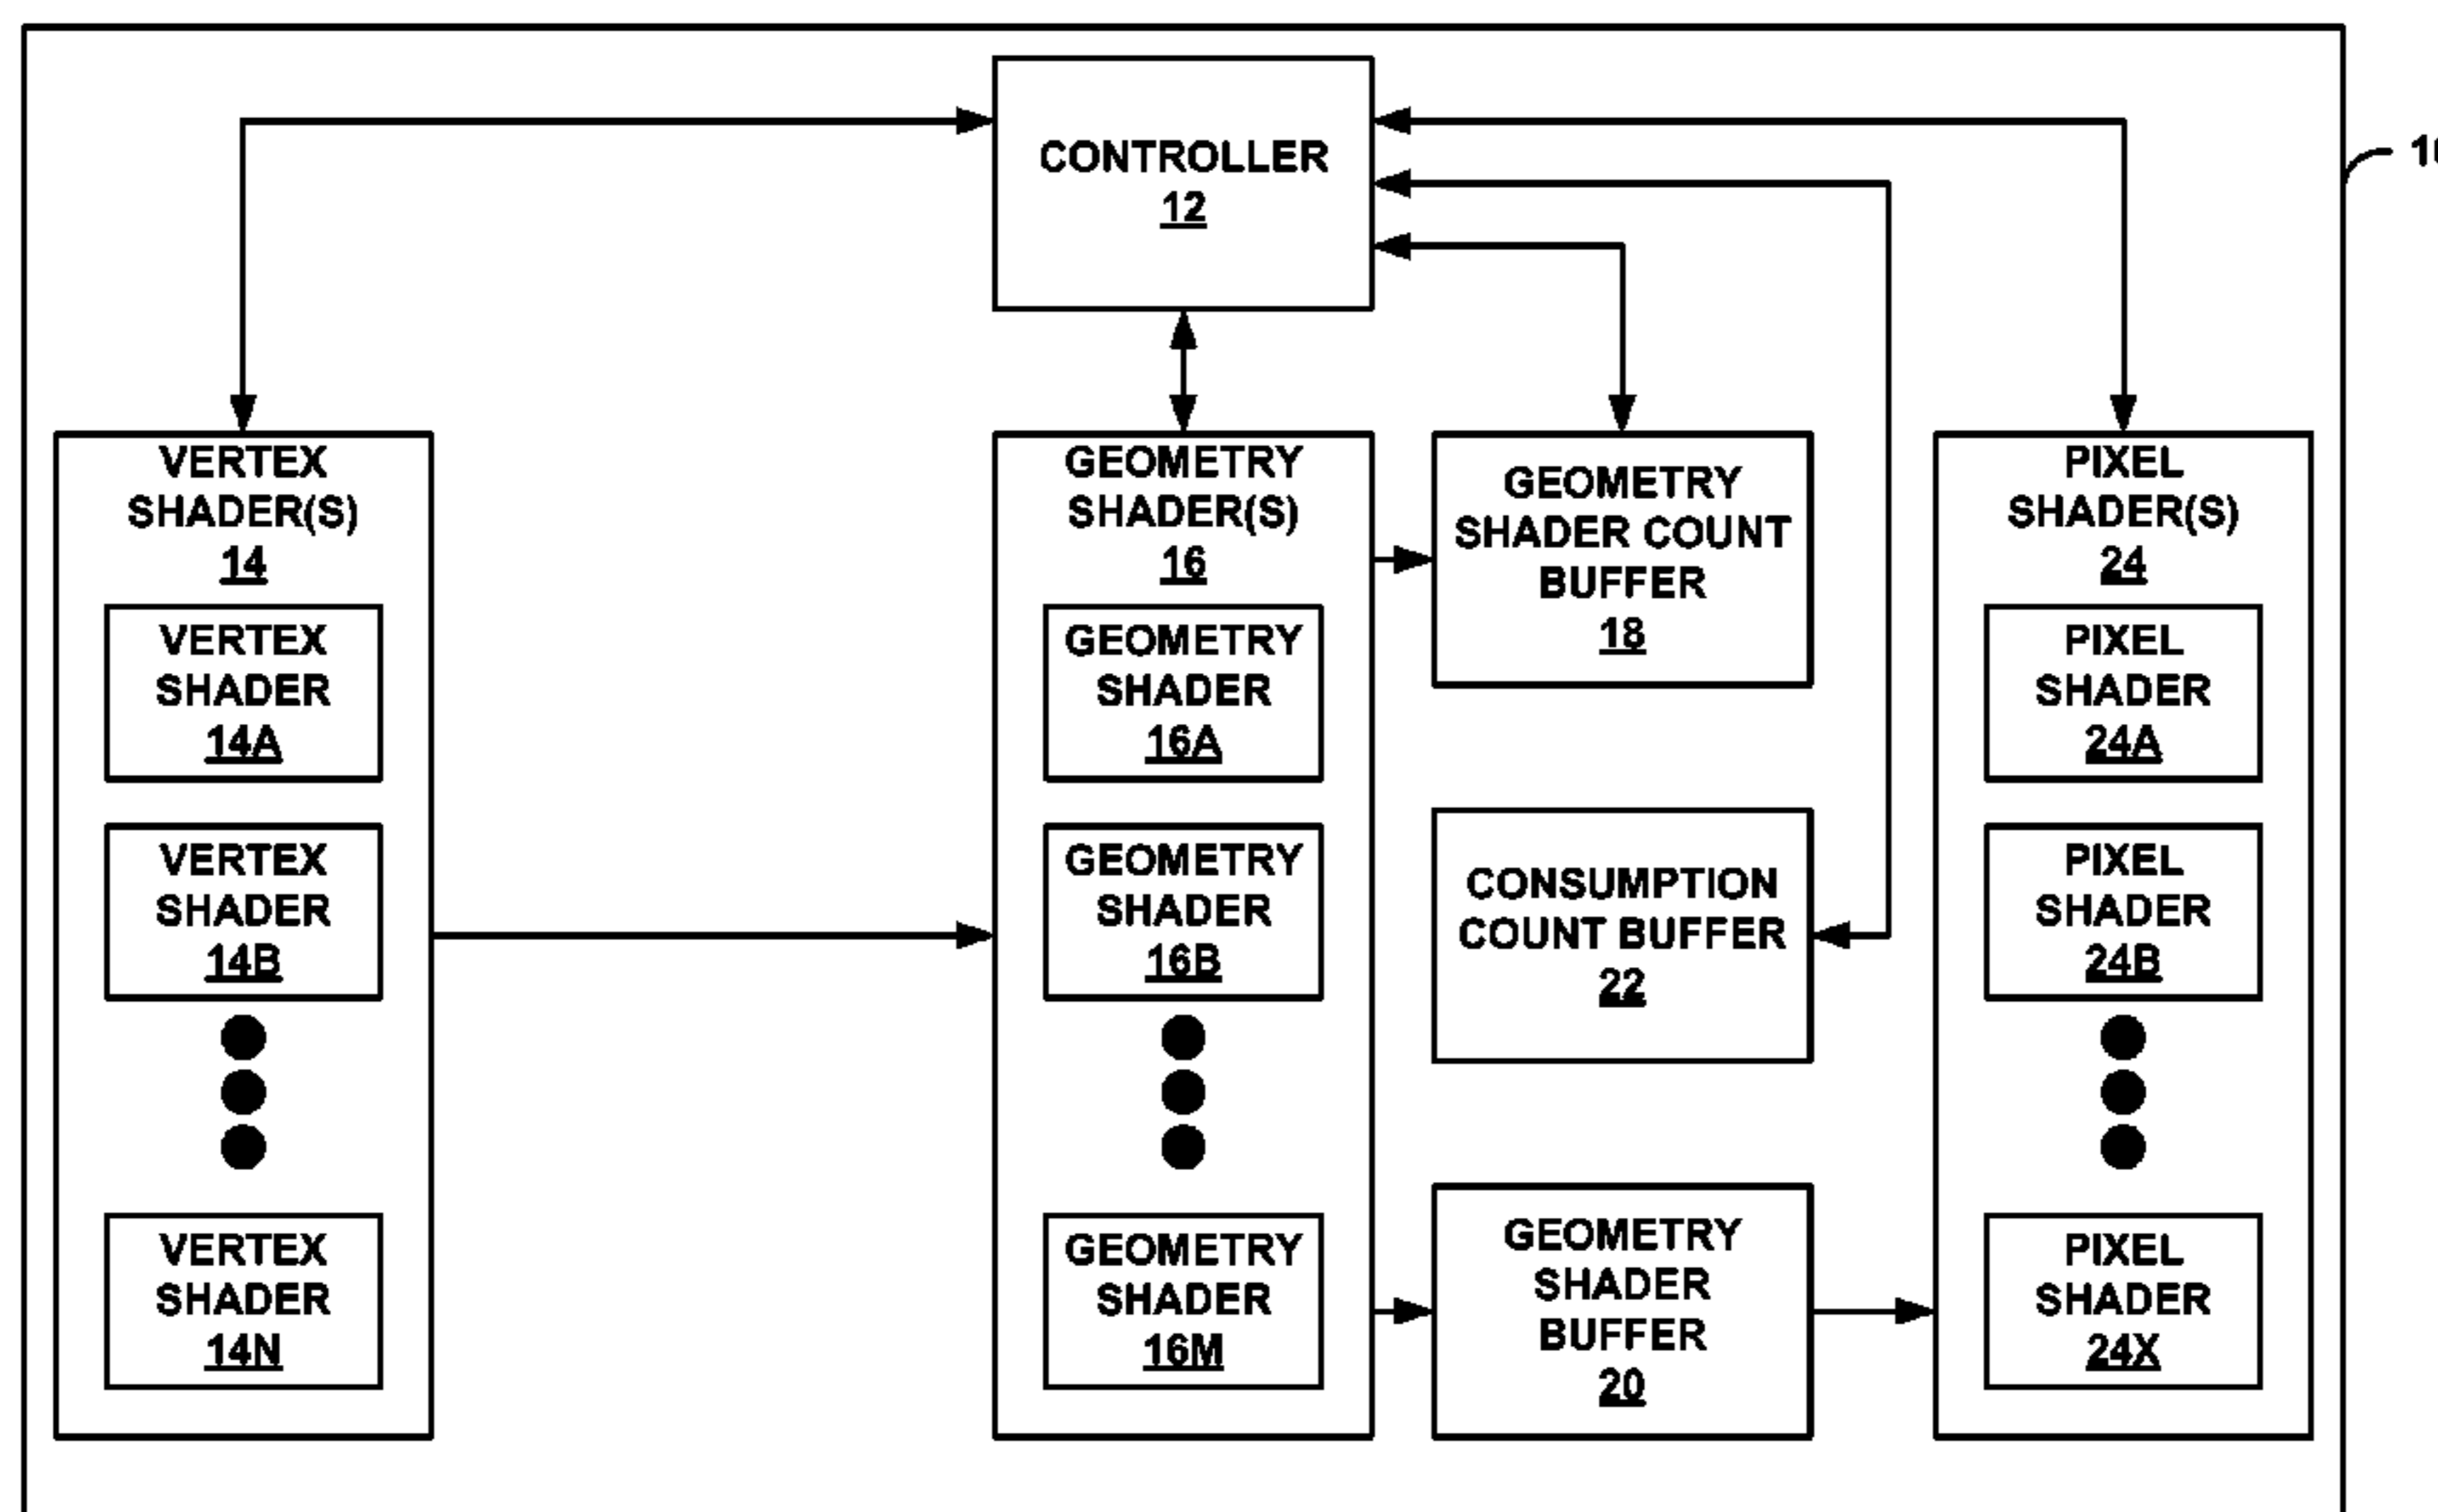 CONTROLLER
12
VERTEX
SHADER(S)
14
VERTEX
SHADER
14A
VERTEX
SHADER
14B
VERTEX
SHADER
14N
GEOMETRY
SHADER(S)
16
GEOMETRY
SHADER
16A
GEOMETRY
SHADER
16B
GEOMETRY
SHADER
16M
GEOMETRY
SHADER COUNT
BUFFER
18
CONSUMPTION
COUNT BUFFER
22
GEOMETRY
SHADER
BUFFER
20
PIXEL
SHADER(S)
24
PIXEL
SHADER
24A
PIXEL
SHADER
24B
PIXEL
SHADER
24X